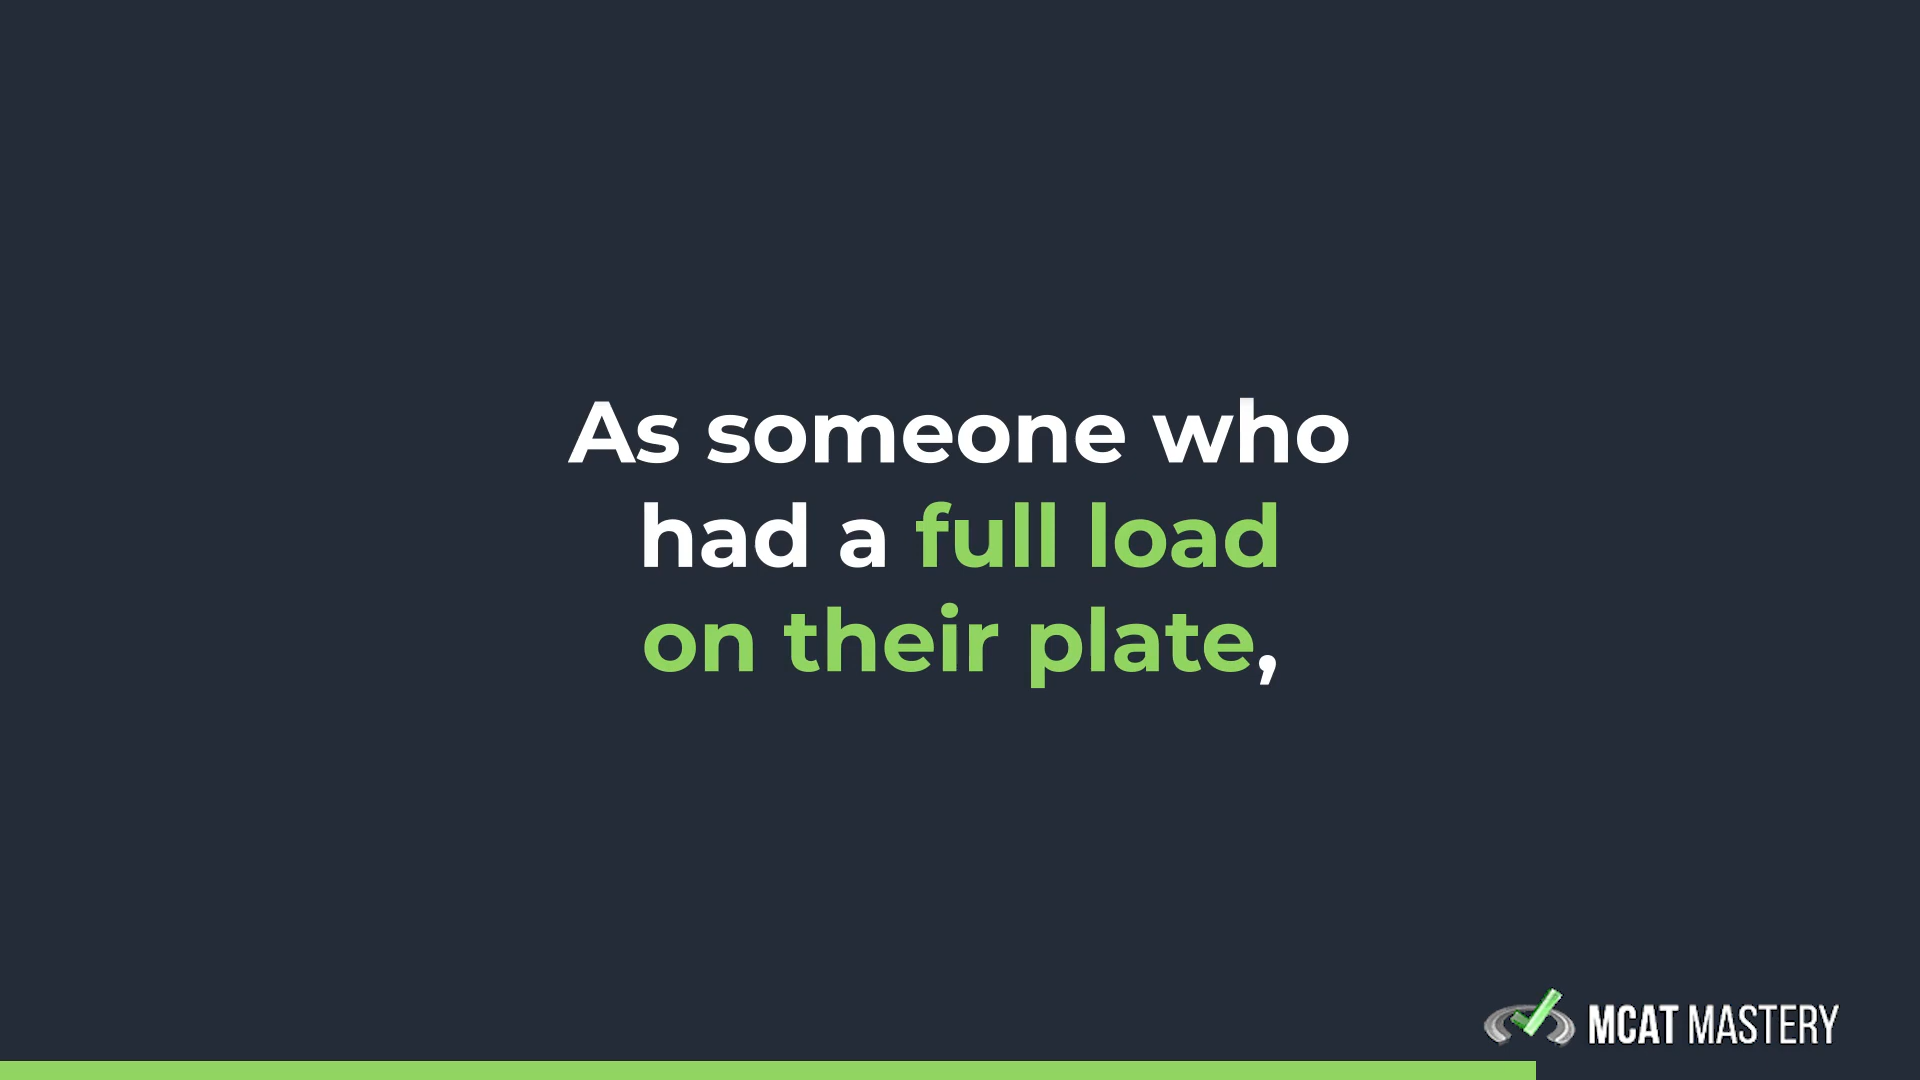 As someone who
had a full load
on their plate,
MCAT MASTERY